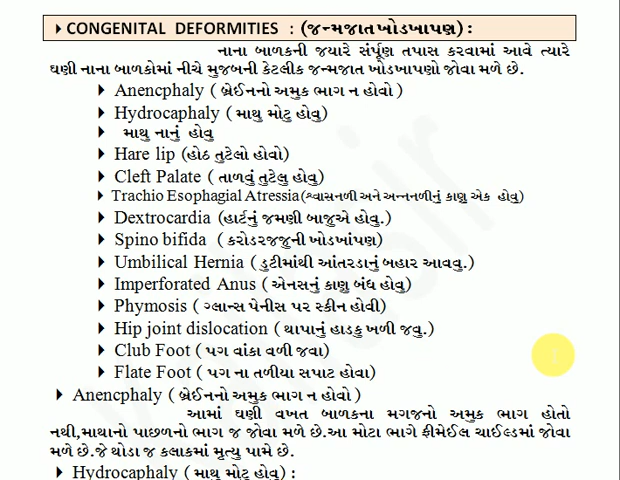 CONGENITAL DEFORMITIES : (જન્મજાત ખોડખાપણ) :
નાના બાળકની જયારે સંર્પૂણ તપાસ કરવામાં આવે ત્યારે
ઘણી નાના બાળકોમાં નીચે મુજબની કેટલીક જન્મજાત ખોડખાપણો જોવા મળે છે.
Anencphaly ( બ્રેઈનનો અમુક ભાગ ન હોવો )
Hydrocaphaly ( માથુ મોટુ હોવુ)
માથુ નાનું હોવુ
Hare lip (હોઠ તુટેલો હોવો)
Cleft Palate ( તાળવું તુટેલુ હોવુ)
Trachio Esophagial Atressia(શ્વાસનળી અને અન્નનળીનું કાણુ એક હોવુ)
Dextrocardia (હાર્ટનું જમણી બાજુએ હોવુ.)
Spino bifida ( કરોડરજજુની ખોડખાંપણ)
Umbilical Hernia ( ડુટીમાંથી આંતરડાનું બહાર આવવુ.)
Imperforated Anus ( એનસનું કાણુ બંધ હોવુ)
Phymosis ( ગ્લાન્સ પેનીસ પર સ્કીન હોવી)
Hip joint dislocation ( થાપાનું હાડકુ ખળી જવુ.)
Club Foot ( પગ વાંકા વળી જવા)
Flate Foot ( પગ ના તળીયા સપાટ હોવા)
Anencphaly ( બ્રેઈનનો અમુક ભાગ ન હોવો )
આમાં ઘણી વખત બાળકના મગજનો અમુક ભાગ હોતો
નથી,માથાનો પાછળનો ભાગ જ જોવા મળે છે.આ મોટા ભાગે ફીમેઈલ ચાઈલ્ડમાં જોવા
મળે છે.જે થોડા જ કલાકમાં મૃત્યુ પામે છે.
Hydrocaphaly ( માથુ મોટુ હોવુ) :